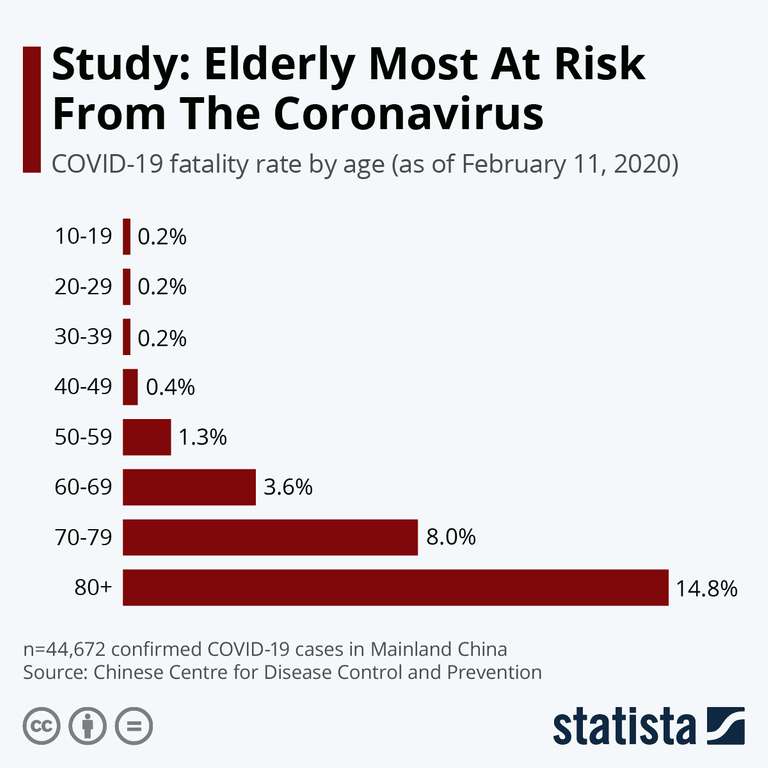 Study: Elderly Most At Risk
From The Coronavirus
COVID-19 fatality rate by age (as of February 11, 2020)
10-19 0.2%
20-29 0.2%
30-39 0.2%
40-49 0.4%
50-59 1.3%
60-69 3.6%
70-79 8.0%
80+ 14.8%
n=44,672 confirmed COVID-19 cases in Mainland China
Source: Chinese Centre for Disease Control and Prevention
cc = statista